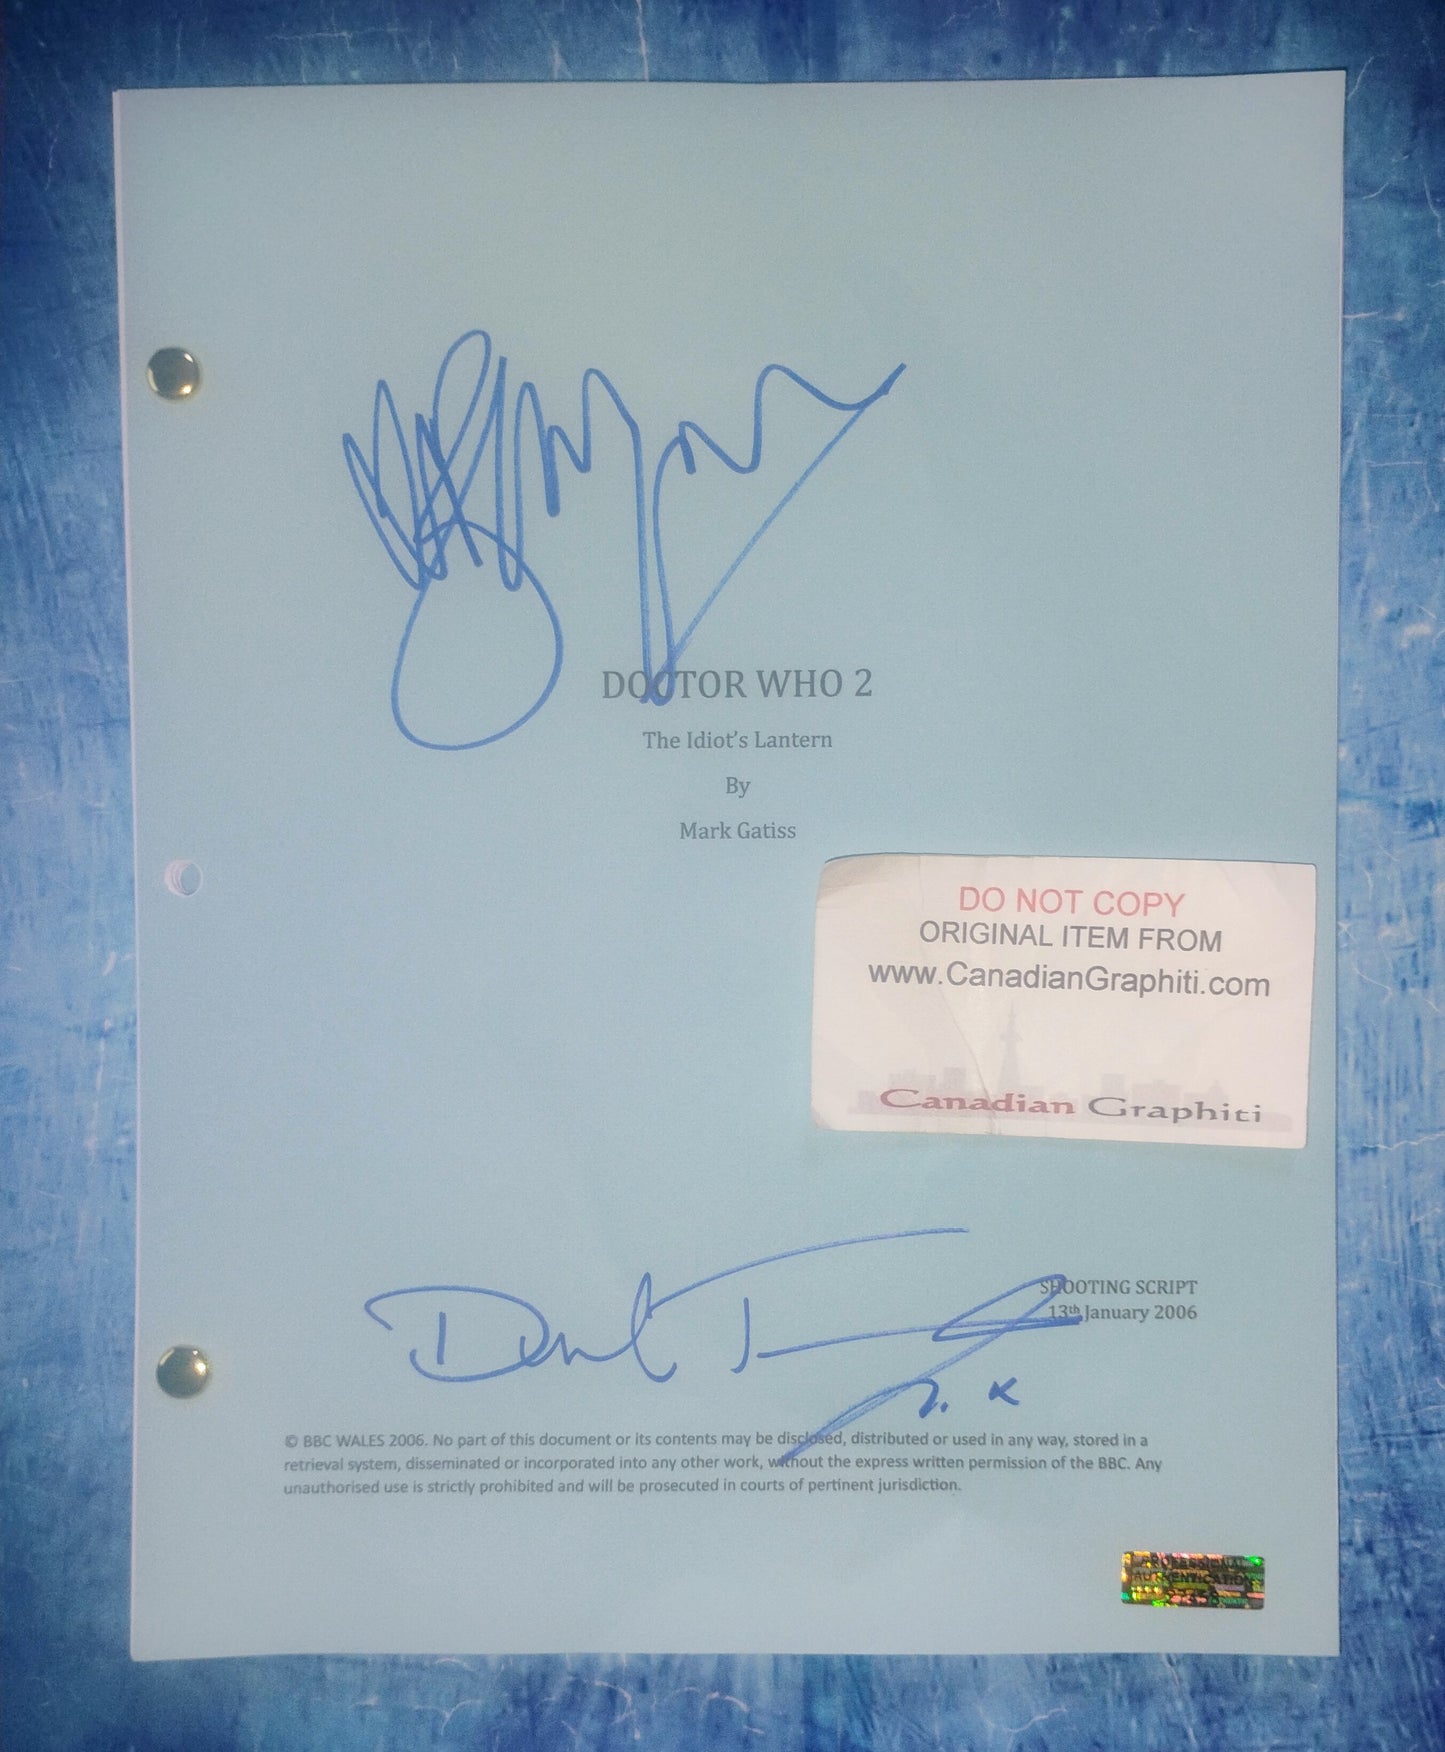 DOCTOR WHO 2
The Idiot's Lantern
By
Mark Gatiss
DO NOT COPY
ORIGINAL ITEM FROM
www.CanadianGraphiti.com
Canadian Graphiti
SHOOTING SCRIPT
13th January 2006
© BBC WALES 2006. No part of this document or its contents may be disclosed, distributed or used in any way, stored in a
retrieval system, disseminated or incorporated into any other work, without the express written permission of the BBC. Any
unauthorised use is strictly prohibited and will be prosecuted in courts of pertinent jurisdiction.
PROFESSIONAL
AUTHENTICATION